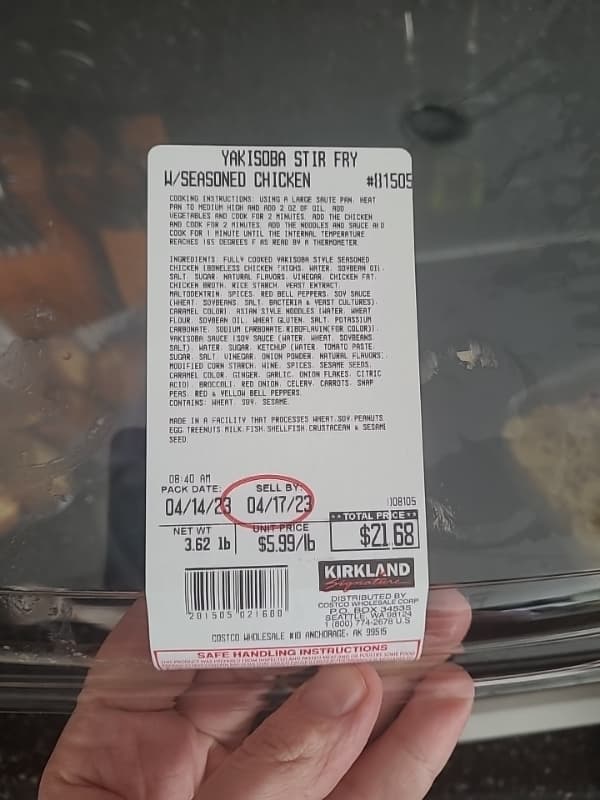 YAKISOBA STIR FRY
W/SEASONED CHICKEN #11505
COOKING INSTRUCTIONS: USING A LARGE SAUTE PAN. HEAT
PAN TO MEDIUM HIGH AND ADD 2 OZ OF OIL. ADD
VEGETABLES AND COOK FOR 2 MINUTES. ADD THE CHICKEN
AND COOK FOR 2 MINUTES. ADD THE NOODLES AND SAUCE AND
COOK FOR 1 MINUTE UNTIL THE INTERNAL TEMPERATURE
REACHES 165 DEGREES F AS READ BY A THERMOMETER.
INGREDIENTS: FULLY COOKED YAKISOBA STYLE SEASONED
CHICKEN (BONELESS CHICKEN THIGHS. WATER. SOYBEAN OIL.
SALT. SUGAR. NATURAL FLAVORS. VINEGAR. CHICKEN FAT.
CHICKEN BROTH. RICE STARCH. YEAST EXTRACT.
MALTODEXTRIN. SPICES. RED BELL PEPPERS. SOY SAUCE
(WHEAT. SOYBEANS. SALT. BACTERIA & YEAST CULTURES).
CARAMEL COLOR). ASIAN STYLE NOODLES (WATER. WHEAT
FLOUR. SOYBEAN OIL. WHEAT GLUTEN. SALT. POTASSIUM
CARBONATE. SODIUM CARBONATE. RIBOFLAVIN(FOR COLOR)).
YAKISOBA SAUCE (SOY SAUCE (WATER. WHEAT. SOYBEANS.
SALT). WATER. SUGAR. KETCHUP (WATER. TOMATO PASTE.
SUGAR. SALT. VINEGAR. ONION POWDER. NATURAL FLAVORS).
MODIFIED CORN STARCH. WINE. SPICES. SESAME SEEDS.
CARAMEL COLOR. GINGER. GARLIC. ONION FLAKES. CITRIC
ACID). BROCCOLI. RED ONION. CELERY. CARROTS. SNAP
PEAS. RED & YELLOW BELL PEPPERS.
CONTAINS: WHEAT. SOY. SESAME.
MADE IN A FACILITY THAT PROCESSES WHEAT.SOY.PEANUTS.
EGG.TREENUTS.MILK.FISH.SHELLFISH.CRUSTACEAN & SESAME
SEED.
08:40 AM
PACK DATE: SELL BY:
04/14/23 04/17/23 108105
NET WT UNIT PRICE **TOTAL PRICE**
3.62 lb $5.99/lb $21.68
KIRKLAND
Signature
201505 021680
DISTRIBUTED BY
COSTCO WHOLESALE CORP
P.O. BOX 34535
SEATTLE, WA 98124
1 (800) 774-2678 U.S
COSTCO WHOLESALE #10 ANCHORAGE, AK 99515
SAFE HANDLING INSTRUCTIONS